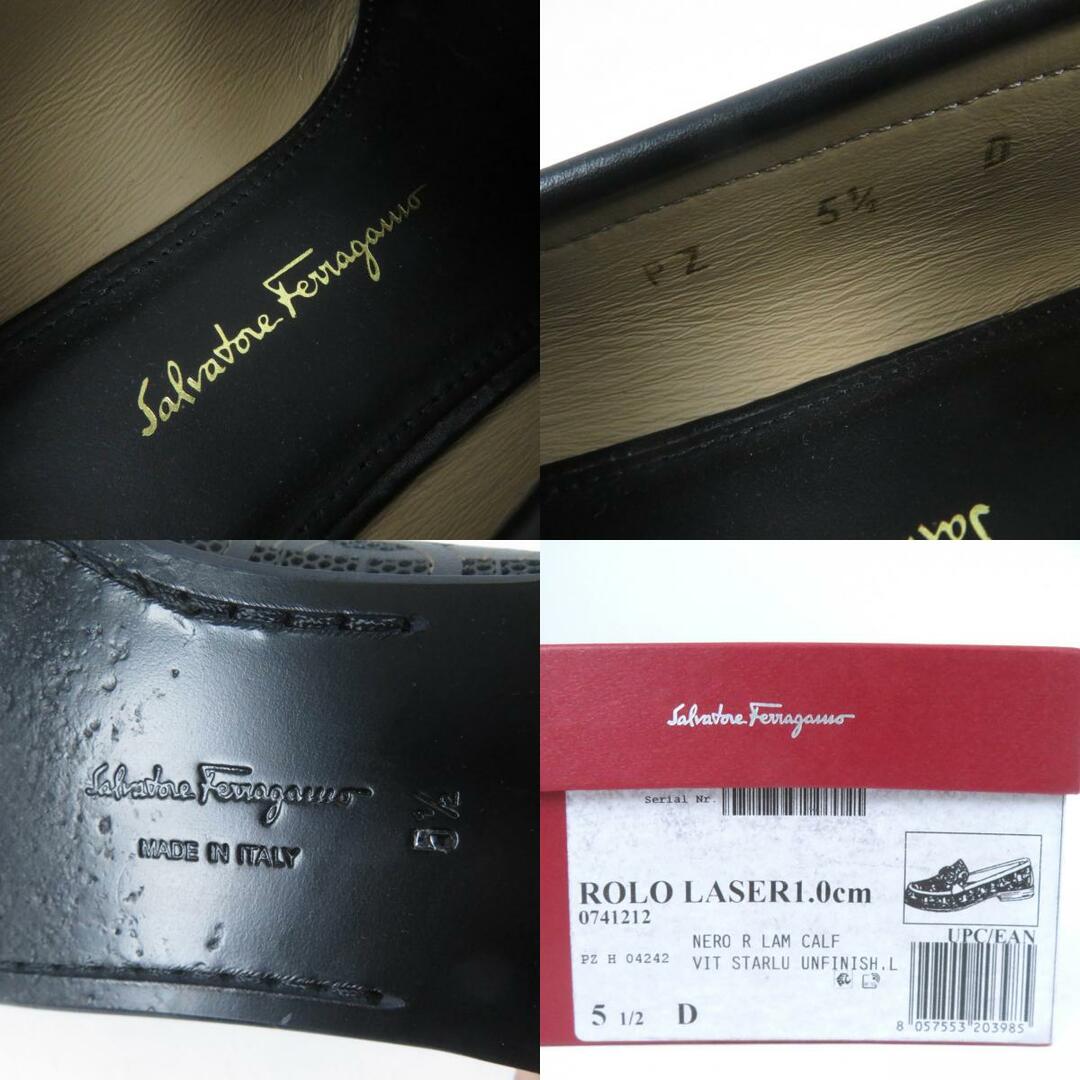 Salvatore Ferragamo
PZ 5½ D
Sal
Salvatore Ferragamo
MADE IN ITALY
5½
Salvatore Ferragamo
Serial Nr.
ROLO LASER1.0cm
0741212
NERO R LAM CALF
PZ H 04242 VIT STARLU UNFINISH.L
UPC/EAN
5 1/2 D
8 057553 203985